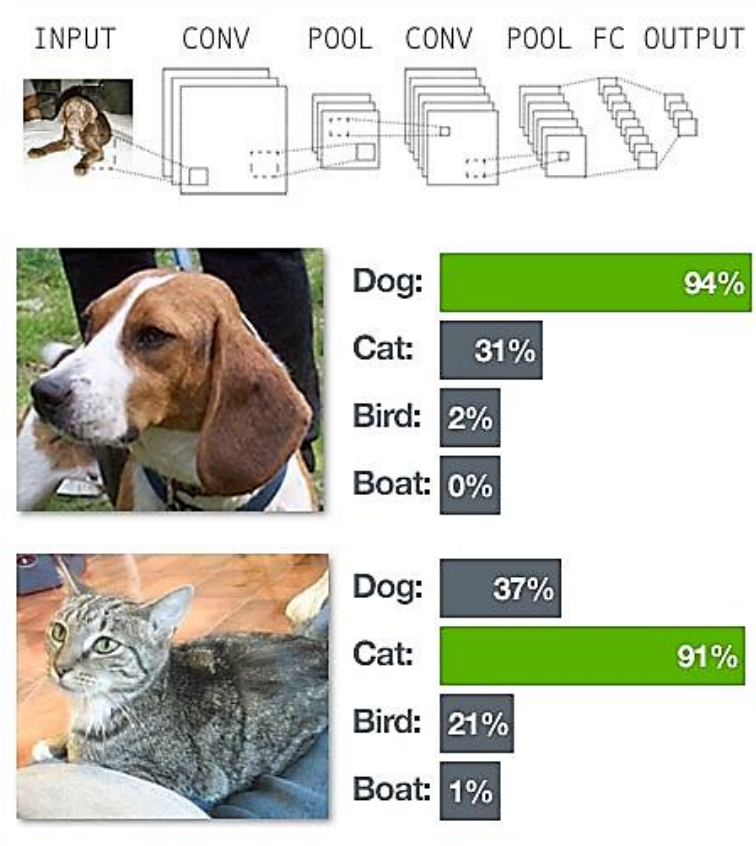 INPUT CONV POOL CONV POOL FC OUTPUT
Dog: 94%
Cat: 31%
Bird: 2%
Boat: 0%
Dog: 37%
Cat: 91%
Bird: 21%
Boat: 1%